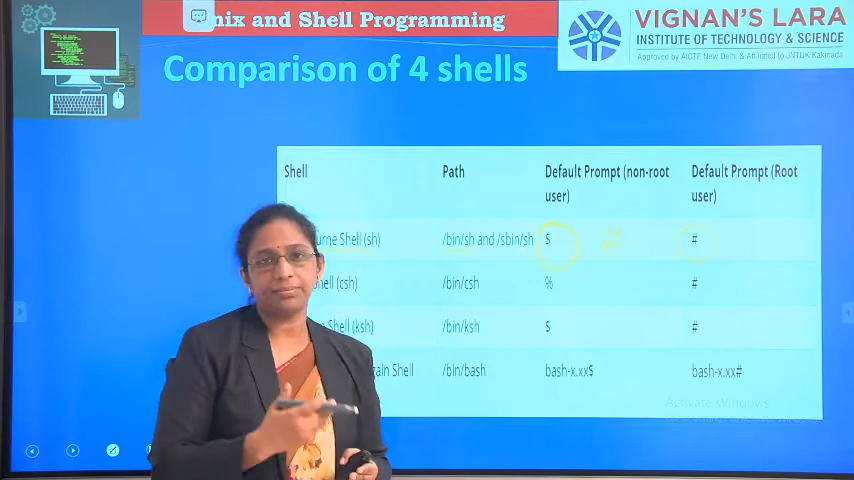 nix and Shell Programming
VIGNAN'S LARA
INSTITUTE OF TECHNOLOGY & SCIENCE
Approved by AICTE New Delhi & Affiliated to JNTUK Kakinada
Comparison of 4 shells
Shell Path Default Prompt (non-root user) Default Prompt (Root user)
urne Shell (sh) /bin/sh and /sbin/sh $ #
hell (csh) /bin/csh % #
Shell (ksh) /bin/ksh $ #
gain Shell /bin/bash bash-x.xx$ bash-x.xx#
Activate Windows